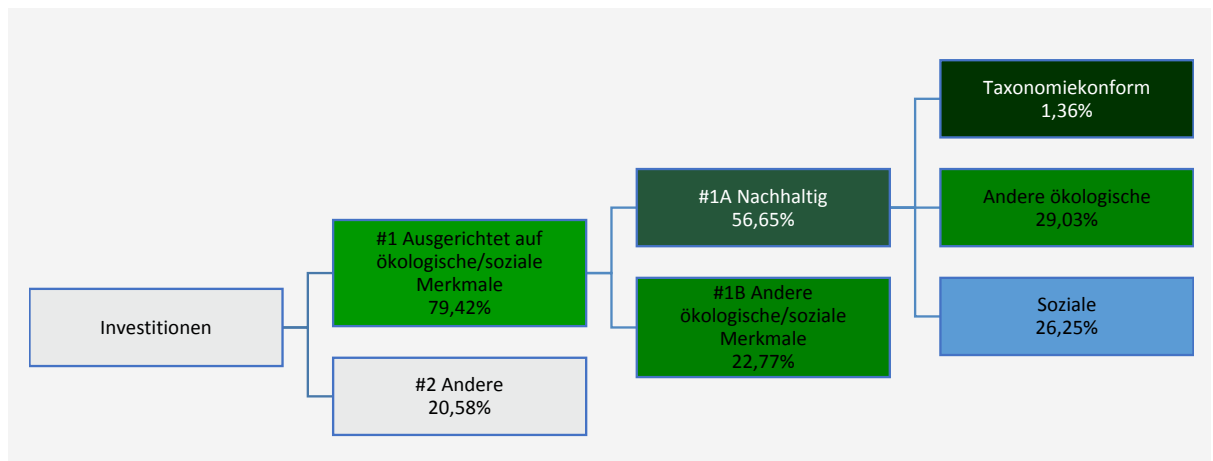 Investitionen
#1 Ausgerichtet auf
ökologische/soziale
Merkmale
79,42%
#2 Andere
20,58%
#1A Nachhaltig
56,65%
#1B Andere
ökologische/soziale
Merkmale
22,77%
Taxonomiekonform
1,36%
Andere ökologische
29,03%
Soziale
26,25%